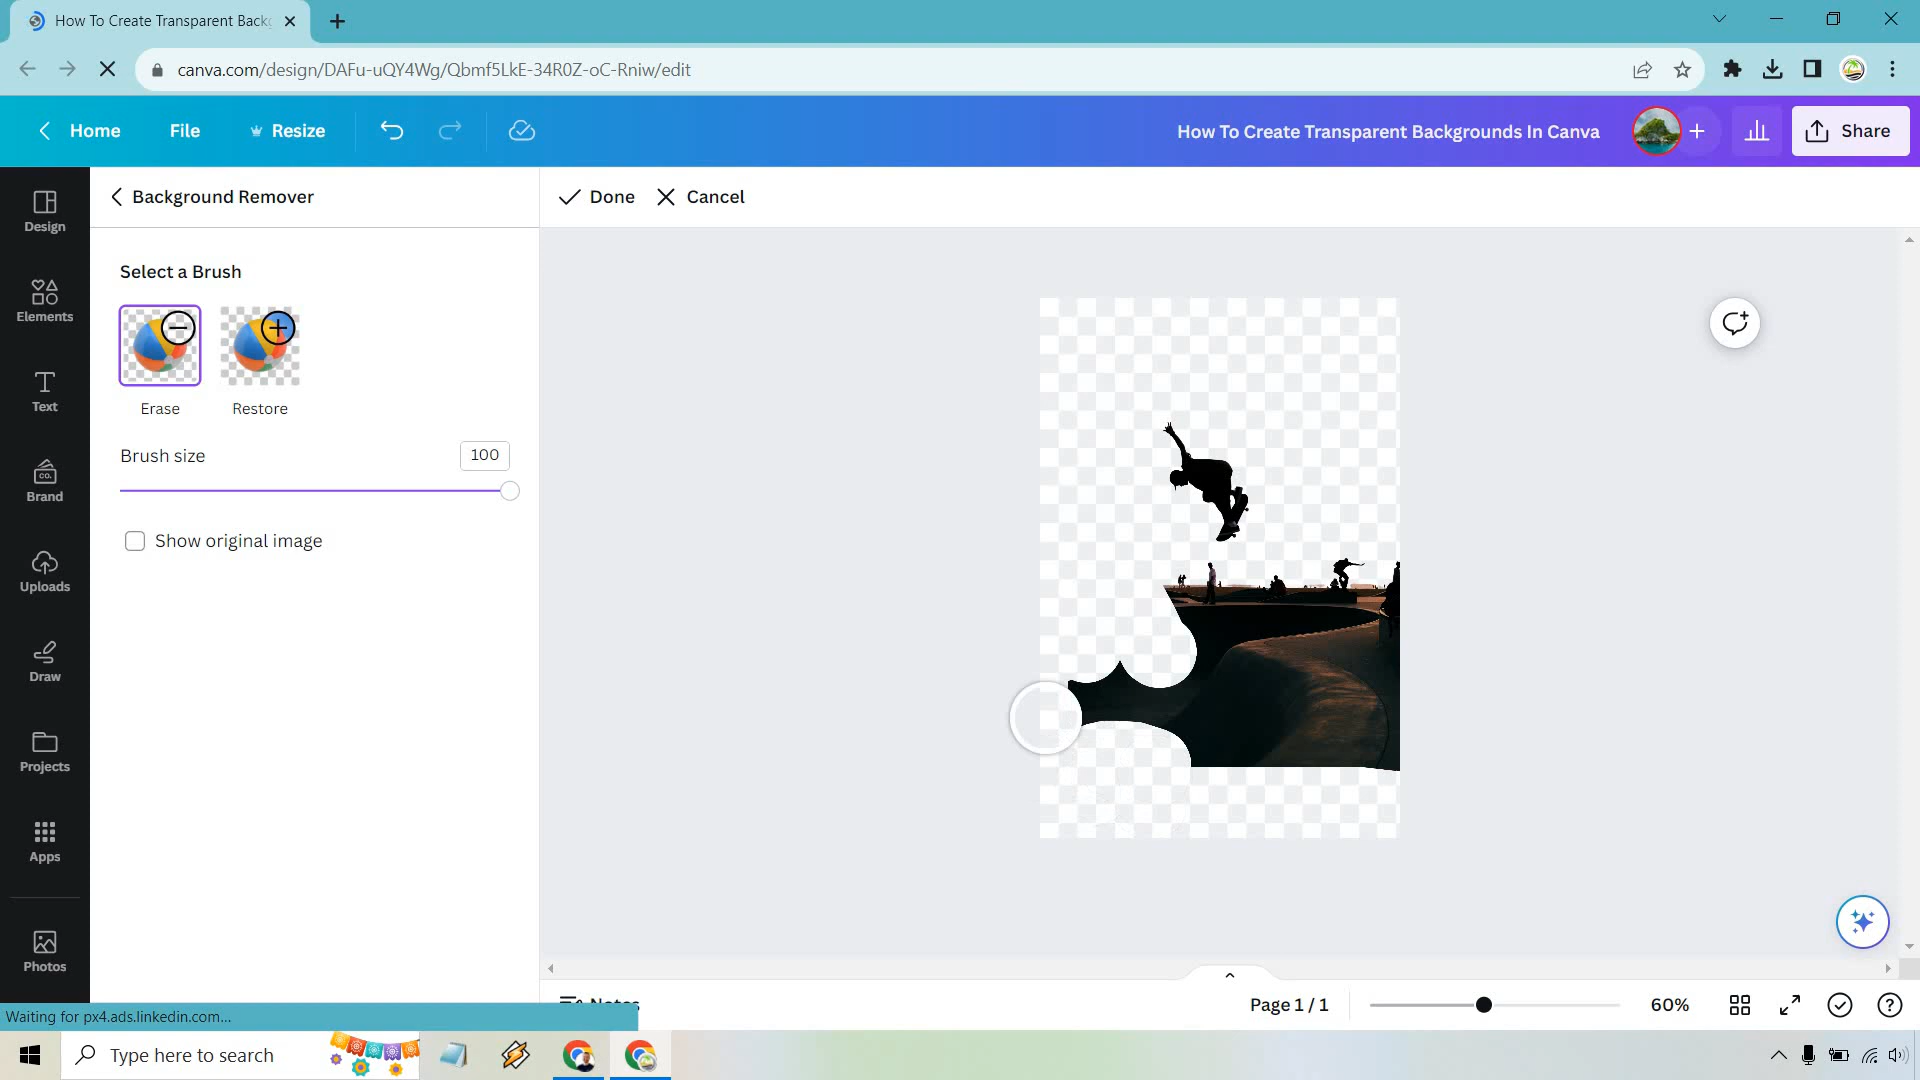 How To Create Transparent Back
canva.com/design/DAFu-uQY4Wg/Qbmf5LkE-34R0Z-oC-Rniw/edit
Home
File
Resize
How To Create Transparent Backgrounds In Canva
Share
Design
Elements
Text
Brand
Uploads
Draw
Projects
Apps
Photos
Background Remover
Done
Cancel
Select a Brush
Erase
Restore
Brush size
100
Show original image
CO.
Notes
Page 1 / 1
60%
Waiting for px4.ads.linkedin.com...
Type here to search